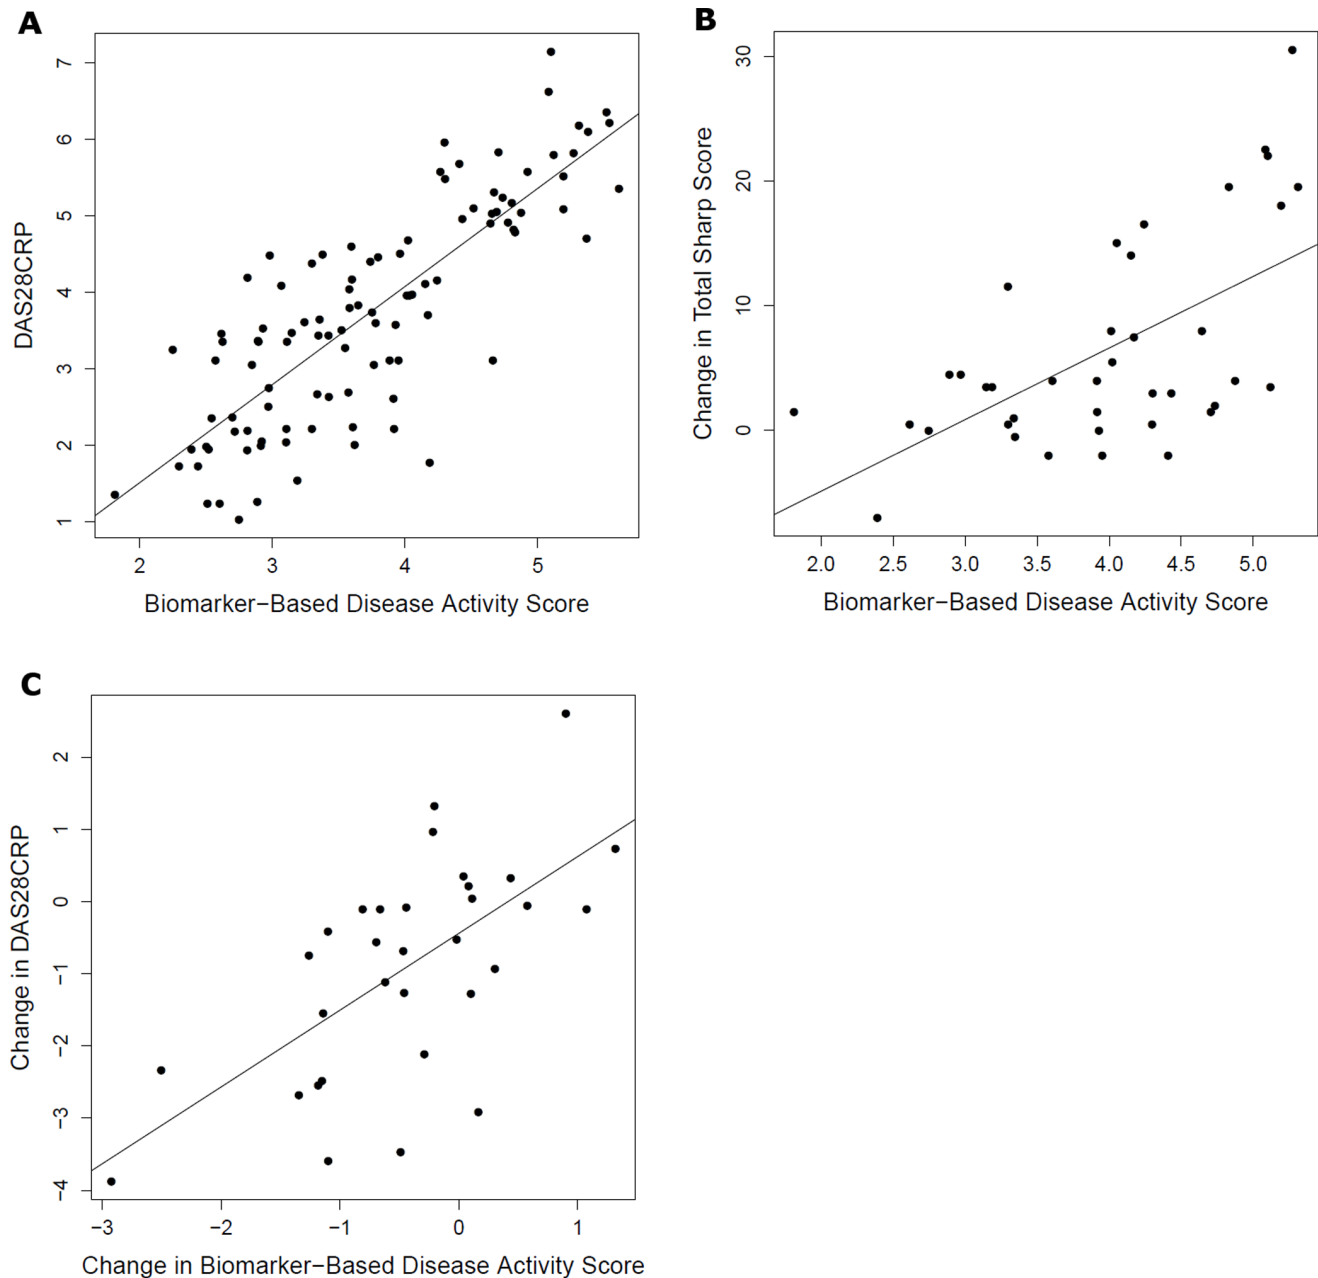 A
DAS28CRP
7
6
5
4
3
2
1
2 3 4 5
Biomarker−Based Disease Activity Score
B
Change in Total Sharp Score
30
20
10
0
2.0 2.5 3.0 3.5 4.0 4.5 5.0
Biomarker−Based Disease Activity Score
C
Change in DAS28CRP
2
1
0
−1
−2
−3
−4
−3 −2 −1 0 1
Change in Biomarker−Based Disease Activity Score